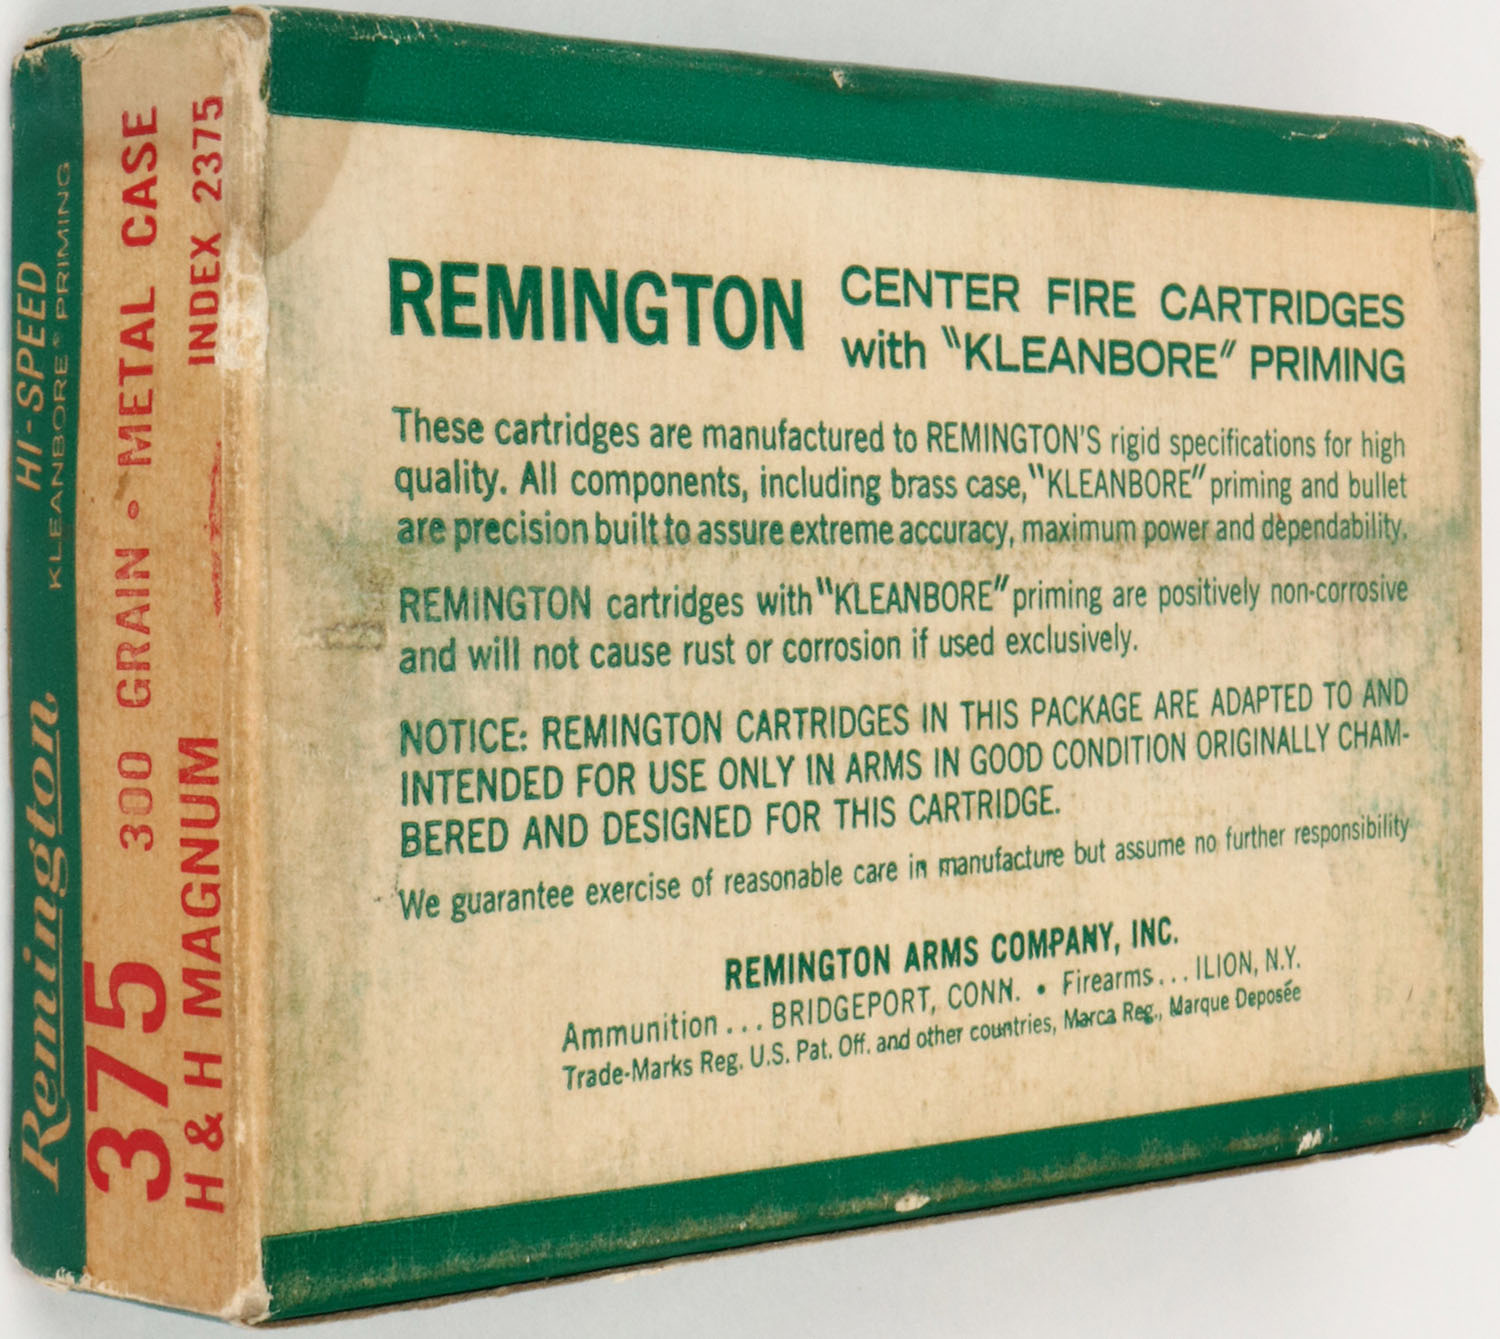 Remington
HI-SPEED
KLEANBORE® PRIMING
375
300 GRAIN • METAL CASE
H & H MAGNUM
INDEX 2375
REMINGTON
CENTER FIRE CARTRIDGES
with "KLEANBORE" PRIMING
These cartridges are manufactured to REMINGTON'S rigid specifications for high
quality. All components, including brass case, "KLEANBORE" priming and bullet
are precision built to assure extreme accuracy, maximum power and dependability.
REMINGTON cartridges with "KLEANBORE" priming are positively non-corrosive
and will not cause rust or corrosion if used exclusively.
NOTICE: REMINGTON CARTRIDGES IN THIS PACKAGE ARE ADAPTED TO AND
INTENDED FOR USE ONLY IN ARMS IN GOOD CONDITION ORIGINALLY CHAM-
BERED AND DESIGNED FOR THIS CARTRIDGE.
We guarantee exercise of reasonable care in manufacture but assume no further responsibility
REMINGTON ARMS COMPANY, INC.
Ammunition ... BRIDGEPORT, CONN. • Firearms ... ILION, N.Y.
Trade-Marks Reg. U.S. Pat. Off. and other countries, Marca Reg., Marque Deposée